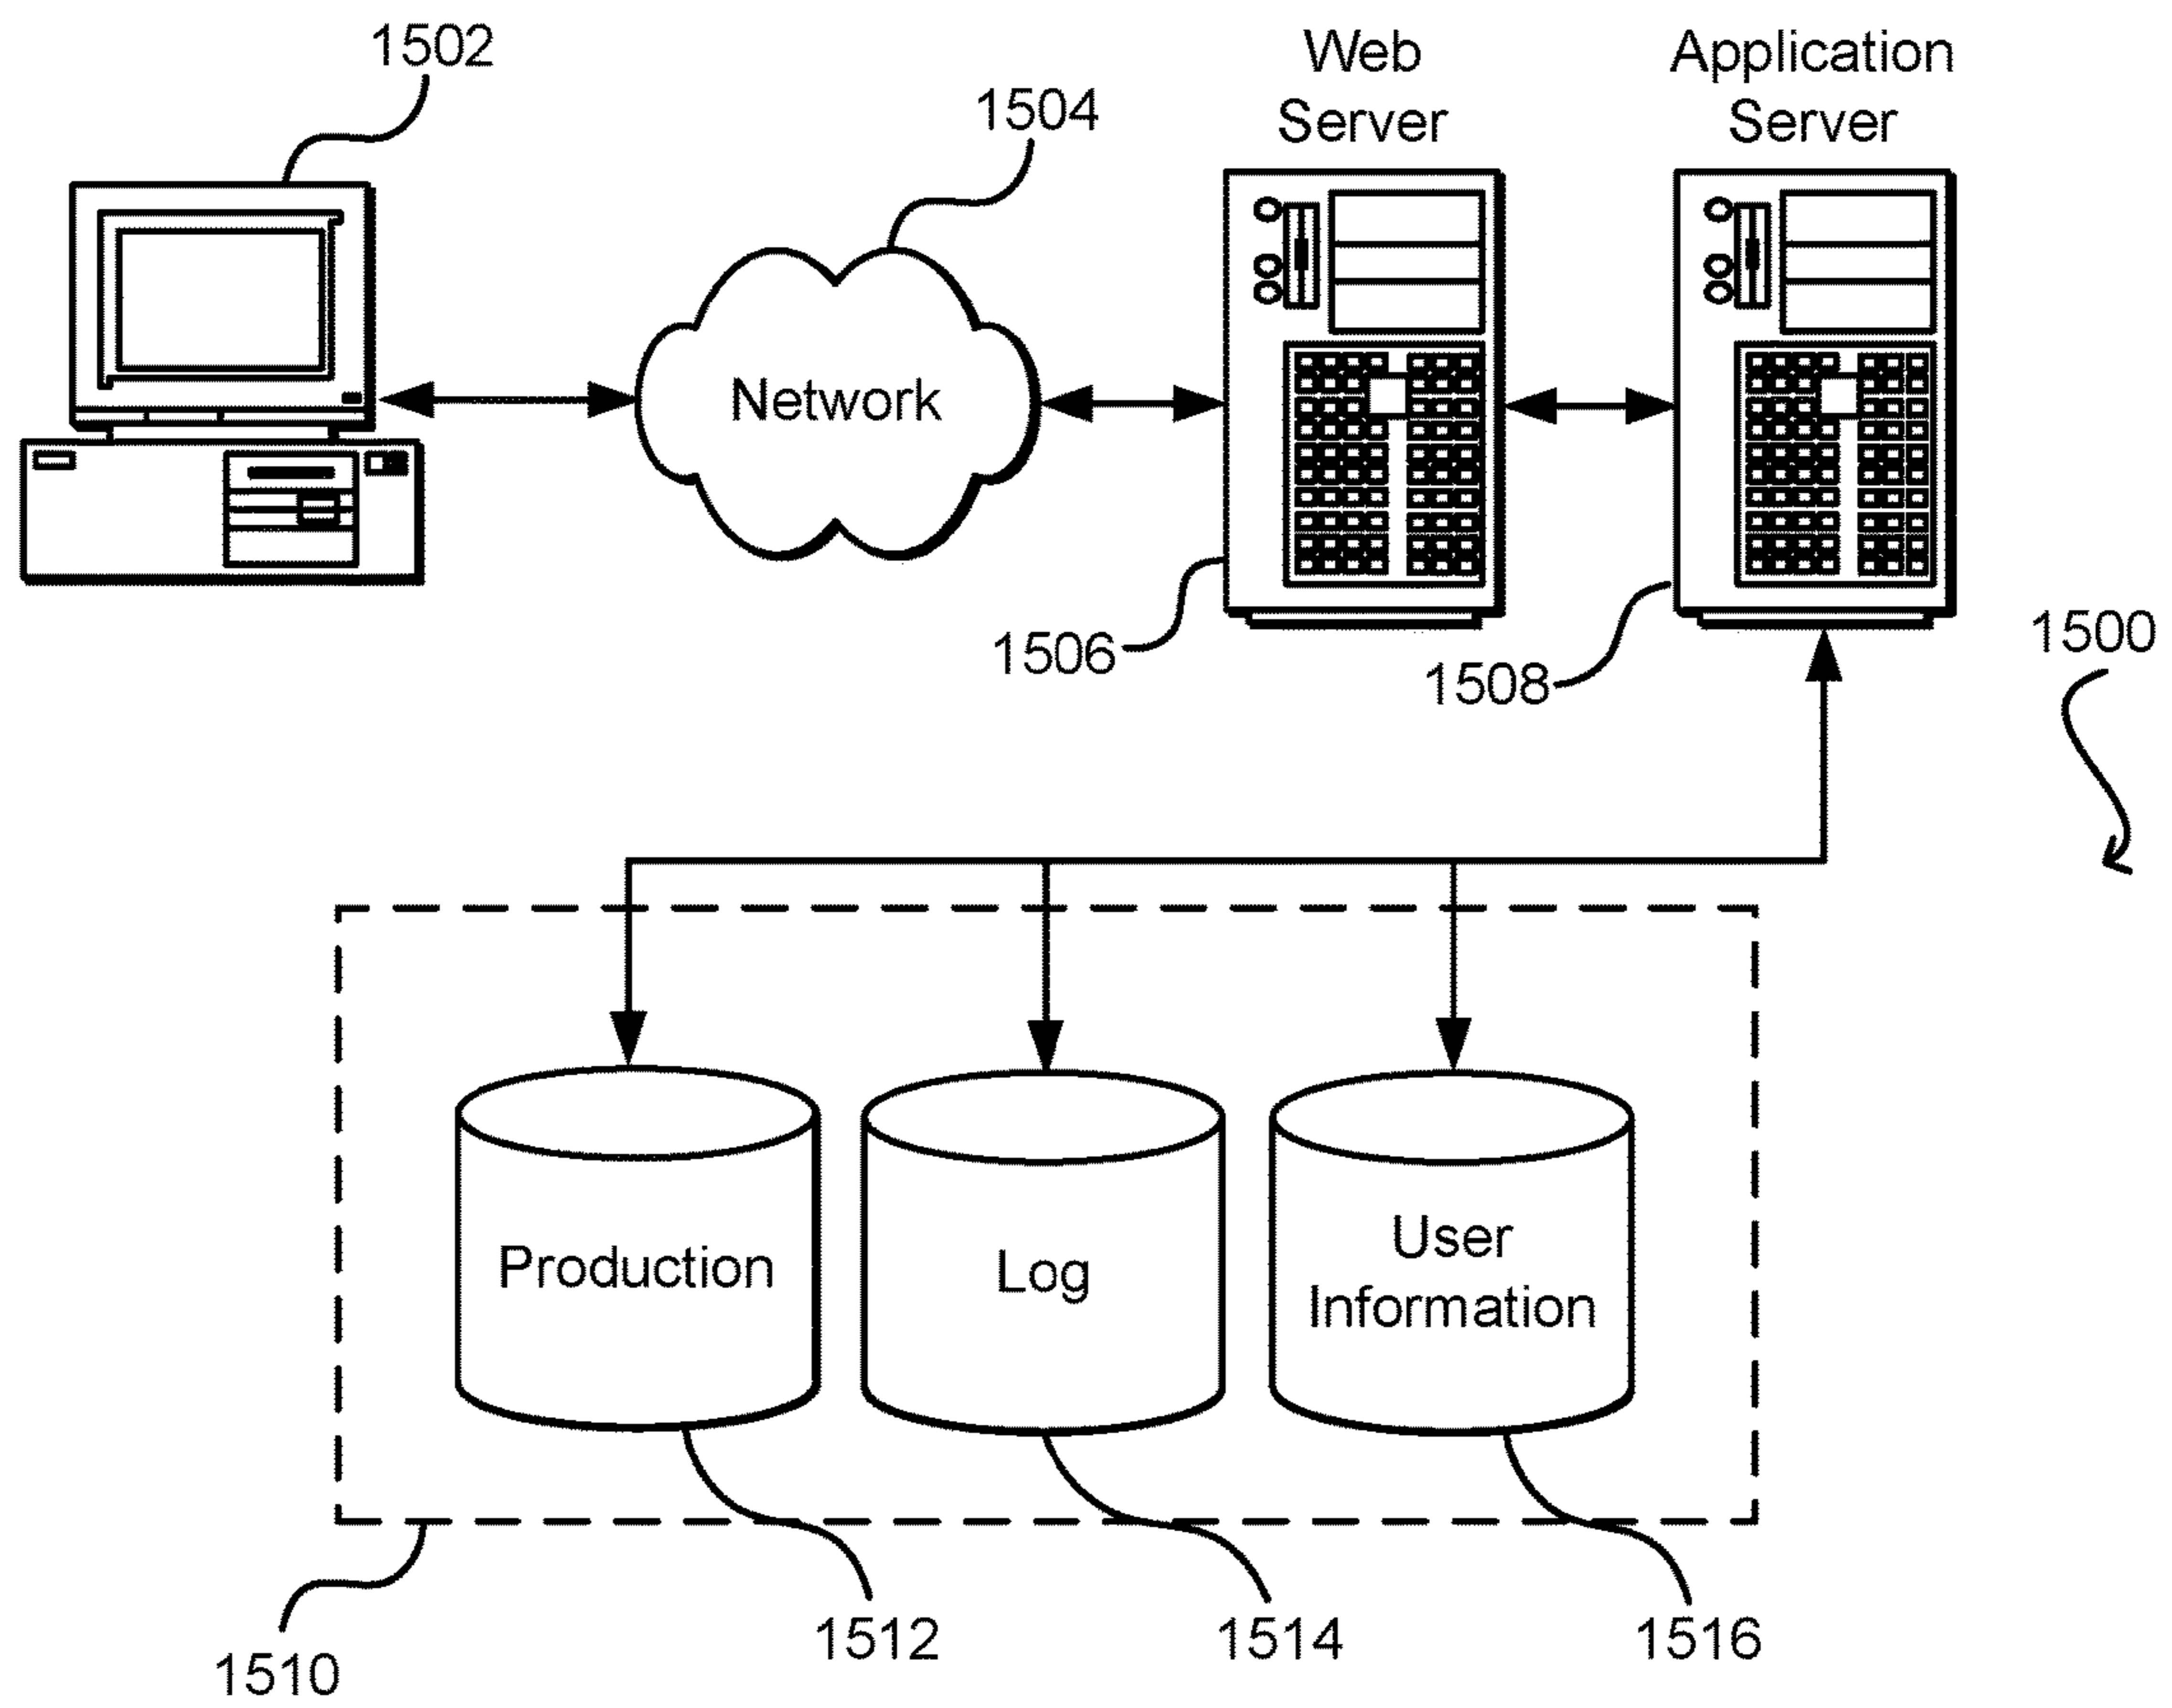 1502
1504
Web
Server
Application
Server
Network
1506
1508
1500
Production
Log
User
Information
1510
1512
1514
1516